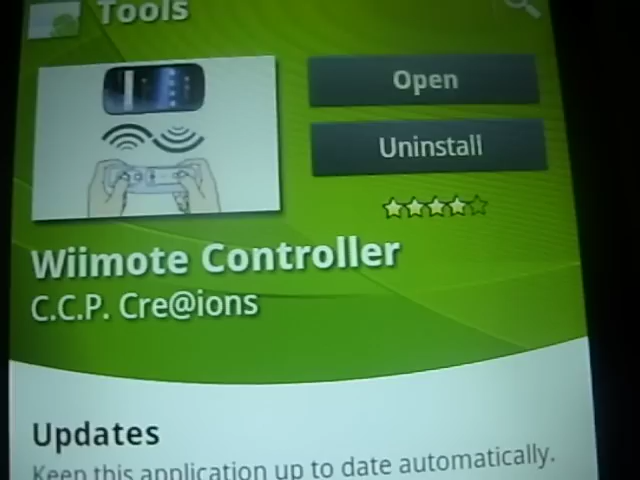 Tools
Open
Uninstall
Wiimote Controller
C.C.P. Cre@ions
Updates
Keep this application up to date automatically.